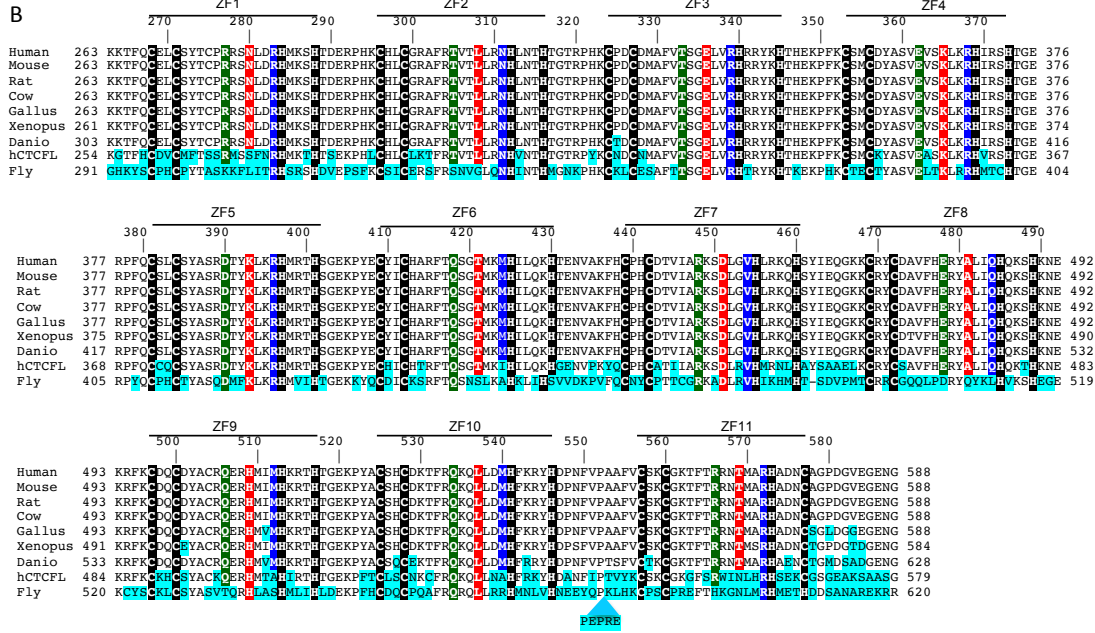 B
ZF1 ZF2 ZF3 ZF4
270 280 290 300 310 320 330 340 350 360 370
Human 263 KKTFQCELCSYTCPRRSNLDRHMKSHTDERPHKCHLCGRAFRTVTLLRNHLNTHTGTRPHKCPDCDMAFVTSGELVRHRRYKHTHEKPFKCSMCDYASVEVSKLKRHIRSHTGE 376
Mouse 263 KKTFQCELCSYTCPRRSNLDRHMKSHTDERPHKCHLCGRAFRTVTLLRNHLNTHTGTRPHKCPDCDMAFVTSGELVRHRRYKHTHEKPFKCSMCDYASVEVSKLKRHIRSHTGE 376
Rat 263 KKTFQCELCSYTCPRRSNLDRHMKSHTDERPHKCHLCGRAFRTVTLLRNHLNTHTGTRPHKCPDCDMAFVTSGELVRHRRYKHTHEKPFKCSMCDYASVEVSKLKRHIRSHTGE 376
Cow 263 KKTFQCELCSYTCPRRSNLDRHMKSHTDERPHKCHLCGRAFRTVTLLRNHLNTHTGTRPHKCPDCDMAFVTSGELVRHRRYKHTHEKPFKCSMCDYASVEVSKLKRHIRSHTGE 376
Gallus 263 KKTFQCELCSYTCPRRSNLDRHMKSHTDERPHKCHLCGRAFRTVTLLRNHLNTHTGTRPHKCPDCDMAFVTSGELVRHRRYKHTHEKPFKCSMCDYASVEVSKLKRHIRSHTGE 376
Xenopus 261 KKTFQCELCSYTCPRRSNLDRHMKSHTDERPHKCHLCGRAFRTVTLLRNHLNTHTGTRPHKCPDCDMAFVTSGELVRHRRYKHTHEKPFKCSMCDYASVEVSKLKRHIRSHTGE 374
Danio 303 KKTFQCELCSYTCPRRSNLDRHMKSHTDERPHKCHLCGRAFRTVTLLRNHLNTHTGTRPHKCPTCDMAFVTSGELVRHRRYKHTHEKPFKCSMCDYASVEVSKLKRHIRSHTGE 416
hCTCFL 254 KGTFHCDVCMFTSSRMSSFNRHMKTHTSEKPHLCHLCLKTFRTVTLLRNHVNTHTGTRPYKCNDCNMAFVTSGELVRHRRYKHTHEKPFKCSMCKYASVEASKLKRHVRSHTGE 367
Fly 291 GHKYSCPHCPYTASKKFLITRHSRSHDVEPSFKCSICERSFRSNVGLQNHINTHMGNKPHKCKLCESAFTTSGELVRHTRYKHTKEKPHKCTECTYASVELTKLRRHMTCHTGE 404
ZF5 ZF6 ZF7 ZF8
380 390 400 410 420 430 440 450 460 470 480 490
Human 377 RPFQCSLCSYASRDTYKLKRHMRTHSGEKPYECYICHARFTQSGTMKMHILQKHTENVAKFHCPHCDTVIARKSDLGVHLRKQHSYIEQGKKCRYCDAVFHERYALIQHQKSHKNE 492
Mouse 377 RPFQCSLCSYASRDTYKLKRHMRTHSGEKPYECYICHARFTQSGTMKMHILQKHTENVAKFHCPHCDTVIARKSDLGVHLRKQHSYIEQGKKCRYCDAVFHERYALIQHQKSHKNE 492
Rat 377 RPFQCSLCSYASRDTYKLKRHMRTHSGEKPYECYICHARFTQSGTMKMHILQKHTENVAKFHCPHCDTVIARKSDLGVHLRKQHSYIEQGKKCRYCDAVFHERYALIQHQKSHKNE 492
Cow 377 RPFQCSLCSYASRDTYKLKRHMRTHSGEKPYECYICHARFTQSGTMKMHILQKHTENVAKFHCPHCDTVIARKSDLGVHLRKQHSYIEQGKKCRYCDAVFHERYALIQHQKSHKNE 492
Gallus 377 RPFQCSLCSYASRDTYKLKRHMRTHSGEKPYECYICHARFTQSGTMKMHILQKHTENVAKFHCPHCDTVIARKSDLGVHLRKQHSYIEQGKKCRYCDAVFHERYALIQHQKSHKNE 492
Xenopus 375 RPFQCSLCSYASRDTYKLKRHMRTHSGEKPYECYICHARFTQSGTMKMHILQKHTENVAKFHCPHCDTVIARKSDLGVHLRKQHSYIEQGKKCRYCDAVFHERYALIQHQKSHKNE 490
Danio 417 RPFQCSLCSYASRDTYKLKRHMRTHSGEKPYECYICHARFTQSGTMKMHILQKHTENVAKFHCPHCDTVIARKSDLGVHLRKQHSYIEQGKKCRYCDAVFHERYALIQHQKSHKNE 532
hCTCFL 368 RPFQCCQCSYASRDTYKLKRHMRTHSGEKPYECHICHTRFTQSGTMKIHILQKHGENVPKYQCPHCATIIARKSDLRVHMRNLHAYSAAELKCRYCSAVFHERYALIQHQKTHKNE 483
Fly 405 RPYQCPHCTYASQDMFKLKRHMVIHTGEKKYQCDICKSRFTQSNSLKAHKLIHSVVDKPVFQCNYCPTTCGRKADLRVHIKHMHT-SDVPMTCRRCGQQLPDRYQYKLHVKSHEGE 519
ZF9 ZF10 ZF11
500 510 520 530 540 550 560 570 580
Human 493 KRFKCDQCDYACRQERHMIMHKRTHTGEKPYACSHCDKTFRQKQLLDMHFKRYHDPNFVPAAFVCSKCGKTFTRRNTMARHADNCAGPDGVEGENG 588
Mouse 493 KRFKCDQCDYACRQERHMIMHKRTHTGEKPYACSHCDKTFRQKQLLDMHFKRYHDPNFVPAAFVCSKCGKTFTRRNTMARHADNCAGPDGVEGENG 588
Rat 493 KRFKCDQCDYACRQERHMIMHKRTHTGEKPYACSHCDKTFRQKQLLDMHFKRYHDPNFVPAAFVCSKCGKTFTRRNTMARHADNCAGPDGVEGENG 588
Cow 493 KRFKCDQCDYACRQERHMIMHKRTHTGEKPYACSHCDKTFRQKQLLDMHFKRYHDPNFVPAAFVCSKCGKTFTRRNTMARHADNCAGPDGVEGENG 588
Gallus 493 KRFKCDQCDYACRQERHMVMHKRTHTGEKPYACSHCDKTFRQKQLLDMHFKRYHDPNFVPAAFVCSKCGKTFTRRNTMARHADNCSGLDGGEGENG 588
Xenopus 491 KRFKCDQCEYACRQERHMIMHKRTHTGEKPYACSHCDKTFRQKQLLDMHFKRYHDPSFVPAAFVCSKCGKTFTRRNTMSRHADNCTGPDGTDGENG 584
Danio 533 KRFKCDQCDYACRQERHMVMHKRTHTGEKPYACSQCEKTFRQKQLLDMHFRRYHDPNFVPTSFVCTKCGKTFTRRNTMARHAENCTGMDSADGENG 628
hCTCFL 484 KRFKCKHCSYACKQERHMTAHIRTHTGEKPFTCLSCNKCFRQKQLLNAHFRKYHDANFIPTVYKCSKCGKGFSRWINLHRHSEKCGSGEAKSAASG 579
Fly 520 KCYSCKLCSYASVTQRHLASHMLIHLDEKPFHCDQCPQAFRQRQLLRRHMNLVHNEEYQPKLHKCPSCPREFTHKGNLMRHMETHDDSANAREKRR 620
PEPRE